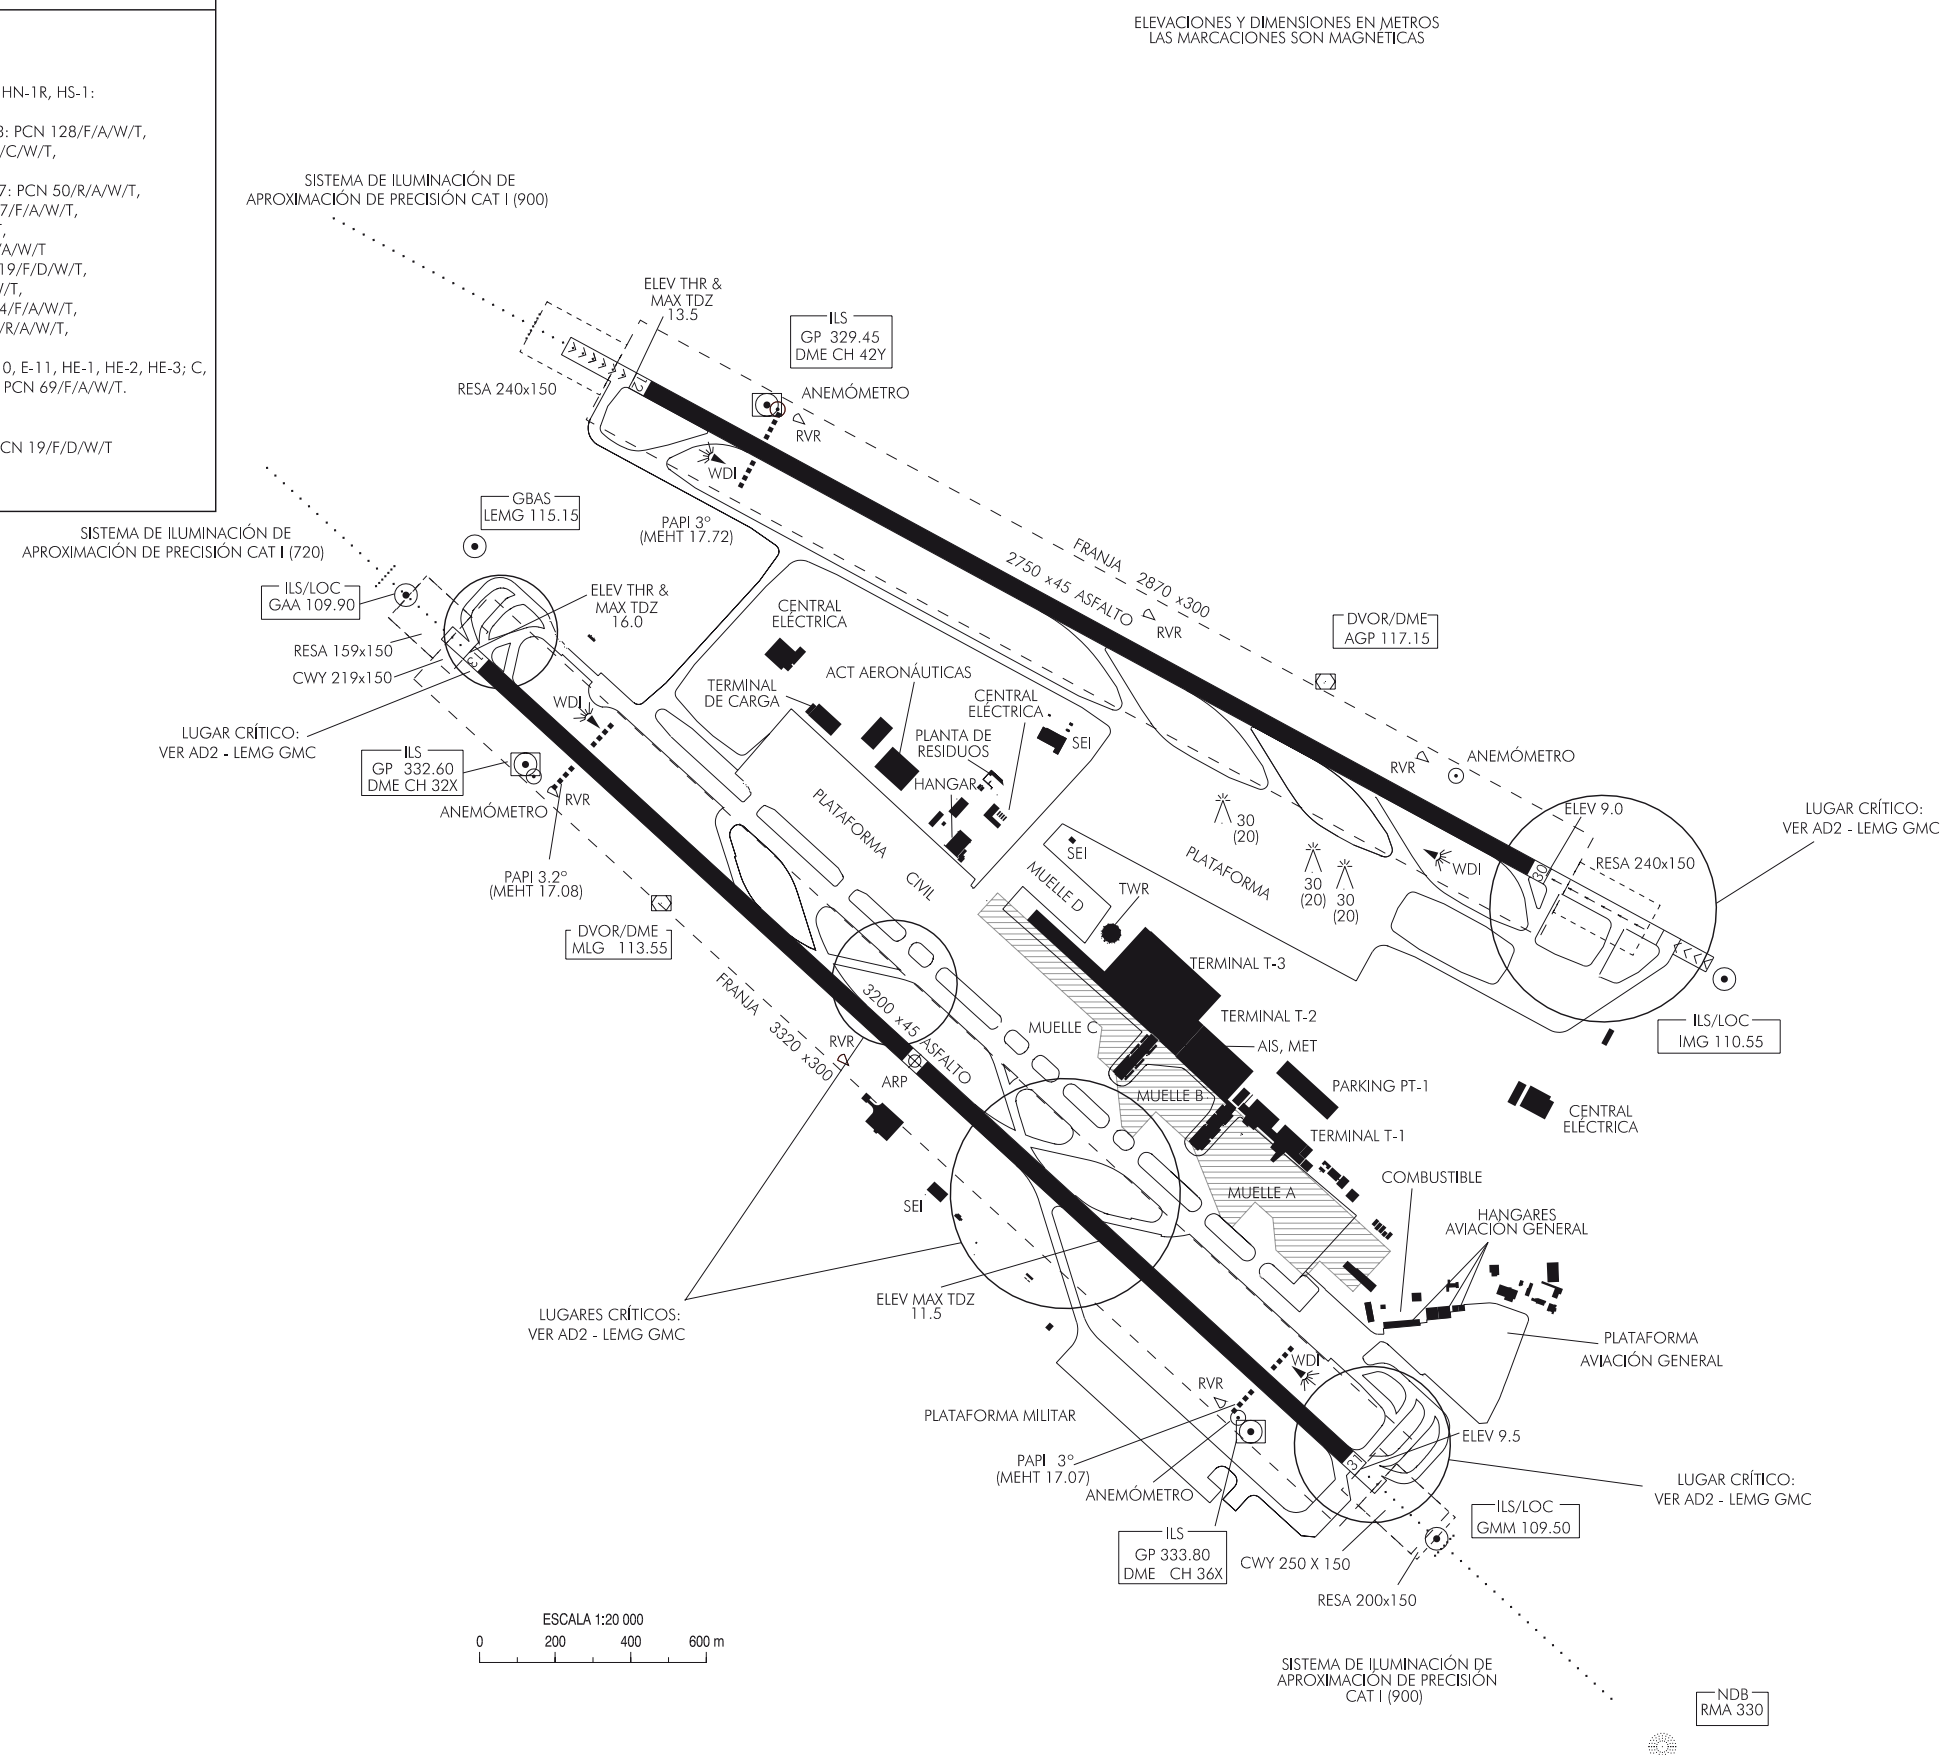 ELEVACIONES Y DIMENSIONES EN METROS
LAS MARCACIONES SON MAGNÉTICAS
HN-1R, HS-1:
PCN 128/F/A/W/T,
/C/W/T,
7: PCN 50/R/A/W/T,
7/F/A/W/T,
/A/W/T
19/F/D/W/T,
W/T,
4/F/A/W/T,
/R/A/W/T,
0, E-11, HE-1, HE-2, HE-3; C,
PCN 69/F/A/W/T.
CN 19/F/D/W/T
SISTEMA DE ILUMINACIÓN DE
APROXIMACIÓN DE PRECISIÓN CAT I (900)
ELEV THR &
MAX TDZ
13.5
ILS
GP 329.45
DME CH 42Y
RESA 240x150
12
ANEMÓMETRO
RVR
WDI
PAPI 3º
(MEHT 17.72)
GBAS
LEMG 115.15
SISTEMA DE ILUMINACIÓN DE
APROXIMACIÓN DE PRECISIÓN CAT I (720)
ILS/LOC
GAA 109.90
ELEV THR &
MAX TDZ
16.0
RESA 159x150
CWY 219x150
13
LUGAR CRÍTICO:
VER AD2 - LEMG GMC
WDI
ILS
GP 332.60
DME CH 32X
ANEMÓMETRO
RVR
PAPI 3.2º
(MEHT 17.08)
DVOR/DME
MLG 113.55
FRANJA 2870 x300
2750 x45 ASFALTO
RVR
DVOR/DME
AGP 117.15
CENTRAL
ELÉCTRICA
ACT AERONÁUTICAS
TERMINAL
DE CARGA
CENTRAL
ELÉCTRICA
PLANTA DE
RESIDUOS
SEI
HANGAR
PLATAFORMA
CIVIL
SEI
MUELLE D
TWR
PLATAFORMA
30
(20)
30
(20)
30
(20)
RVR
ANEMÓMETRO
WDI
ELEV 9.0
30
RESA 240x150
LUGAR CRÍTICO:
VER AD2 - LEMG GMC
ILS/LOC
IMG 110.55
TERMINAL T-3
TERMINAL T-2
AIS, MET
MUELLE C
PARKING PT-1
MUELLE B
TERMINAL T-1
MUELLE A
CENTRAL
ELÉCTRICA
COMBUSTIBLE
HANGARES
AVIACIÓN GENERAL
PLATAFORMA
AVIACIÓN GENERAL
FRANJA 3320 x300
3200 x45 ASFALTO
RVR
ARP
SEI
ELEV MAX TDZ
11.5
LUGARES CRÍTICOS:
VER AD2 - LEMG GMC
WDI
RVR
PLATAFORMA MILITAR
PAPI 3º
(MEHT 17.07)
ANEMÓMETRO
ELEV 9.5
31
LUGAR CRÍTICO:
VER AD2 - LEMG GMC
ILS/LOC
GMM 109.50
ILS
GP 333.80
DME CH 36X
CWY 250 X 150
RESA 200x150
ESCALA 1:20 000
0 200 400 600 m
SISTEMA DE ILUMINACIÓN DE
APROXIMACIÓN DE PRECISIÓN
CAT I (900)
NDB
RMA 330